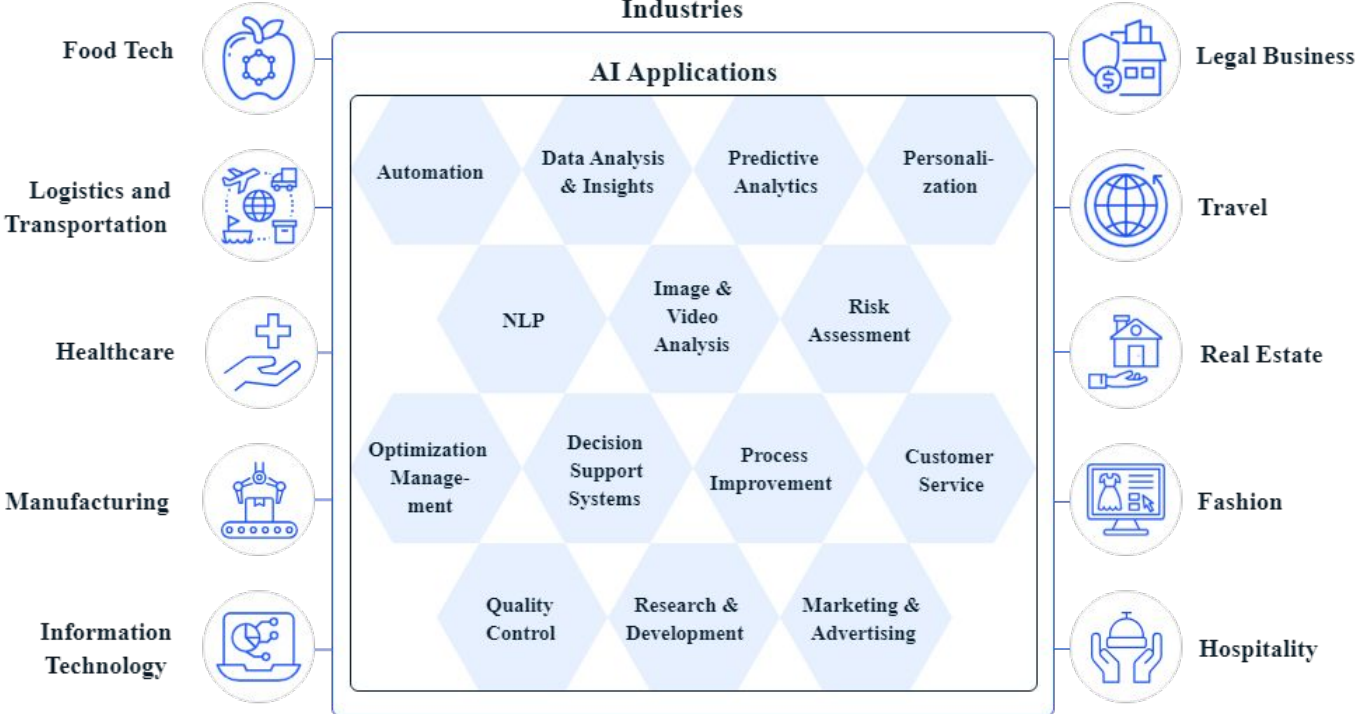 Industries
AI Applications
Food Tech
Logistics and
Transportation
Healthcare
Manufacturing
Information
Technology
Automation
Data Analysis
& Insights
Predictive
Analytics
Personali-
zation
NLP
Image &
Video
Analysis
Risk
Assessment
Optimization
Manage-
ment
Decision
Support
Systems
Process
Improvement
Customer
Service
Quality
Control
Research &
Development
Marketing &
Advertising
Legal Business
Travel
Real Estate
Fashion
Hospitality